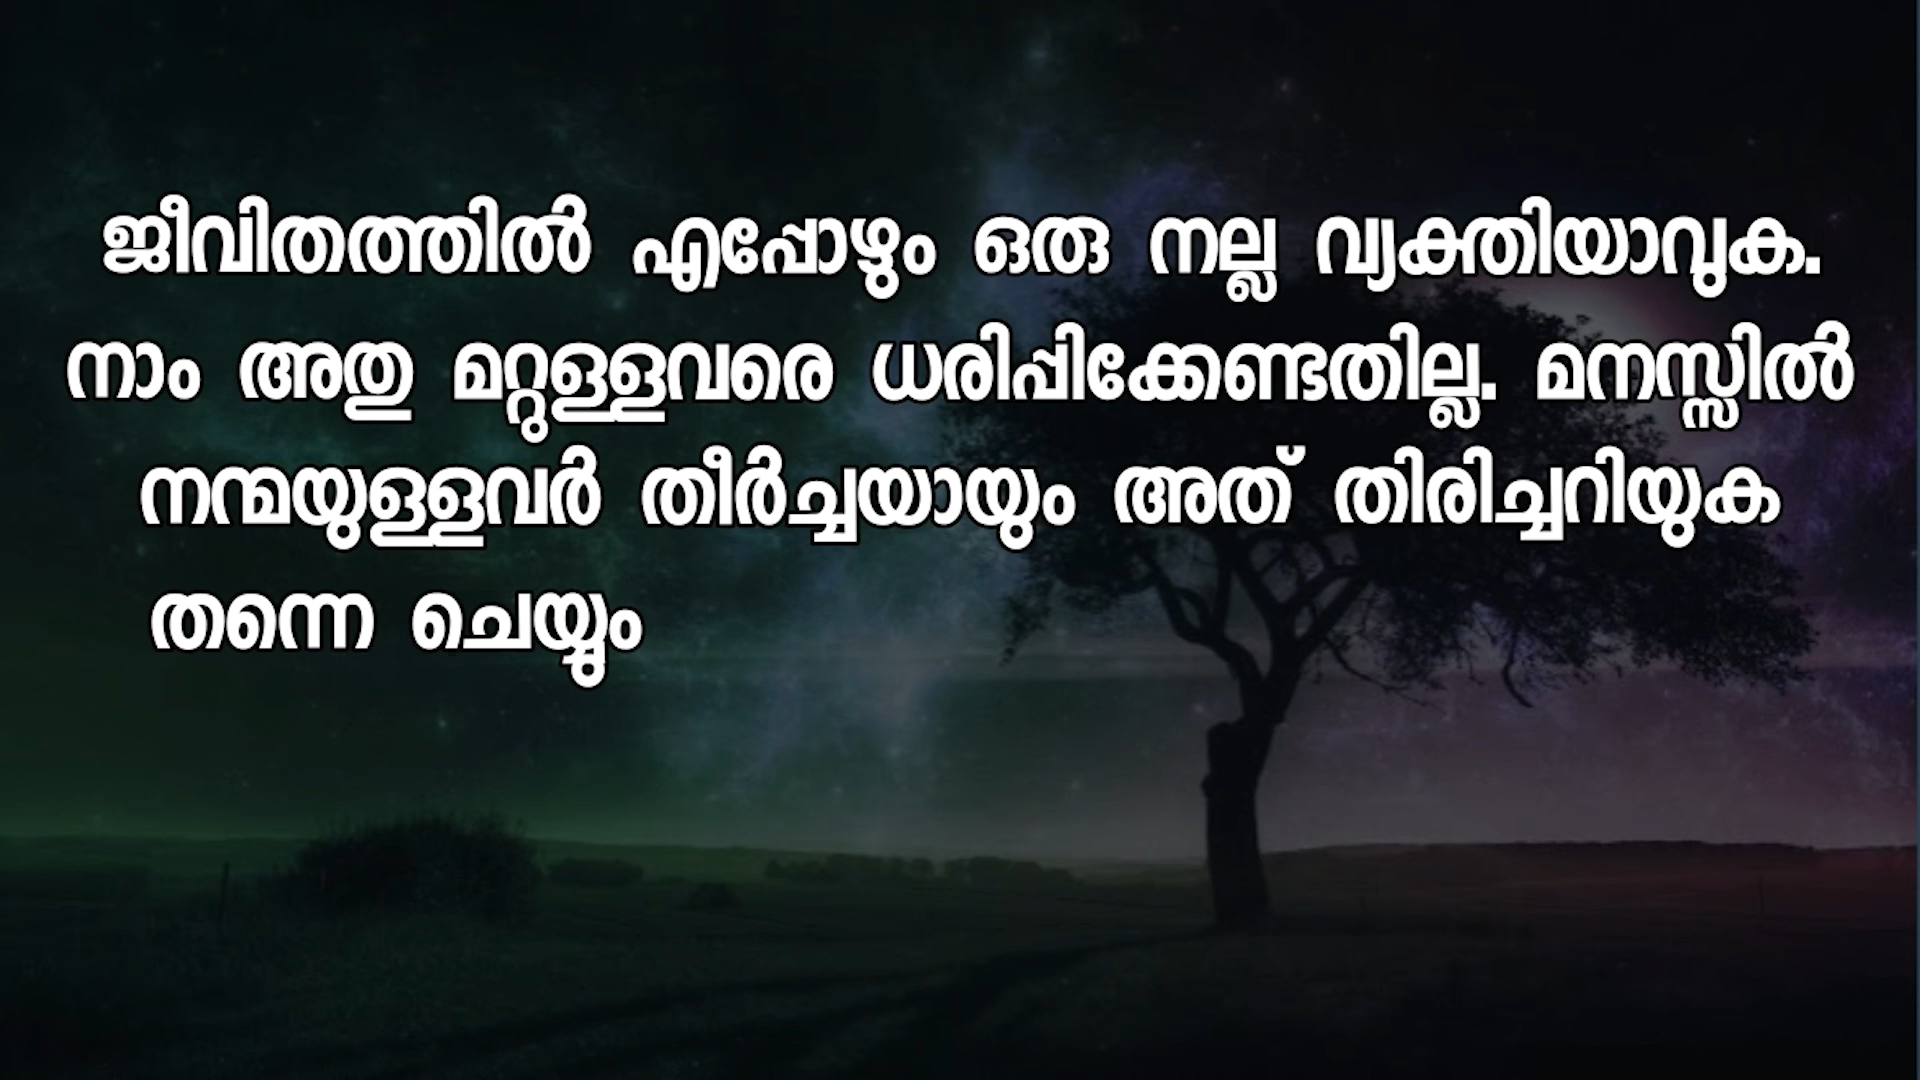 ജീവിതത്തിൽ എപ്പോഴും ഒരു നല്ല വ്യക്തിയാവുക.
നാം അതു മറ്റുള്ളവരെ ധരിപ്പിക്കേണ്ടതില്ല. മനസ്സിൽ
നന്മയുള്ളവർ തീർച്ചയായും അത് തിരിച്ചറിയുക
തന്നെ ചെയ്യും